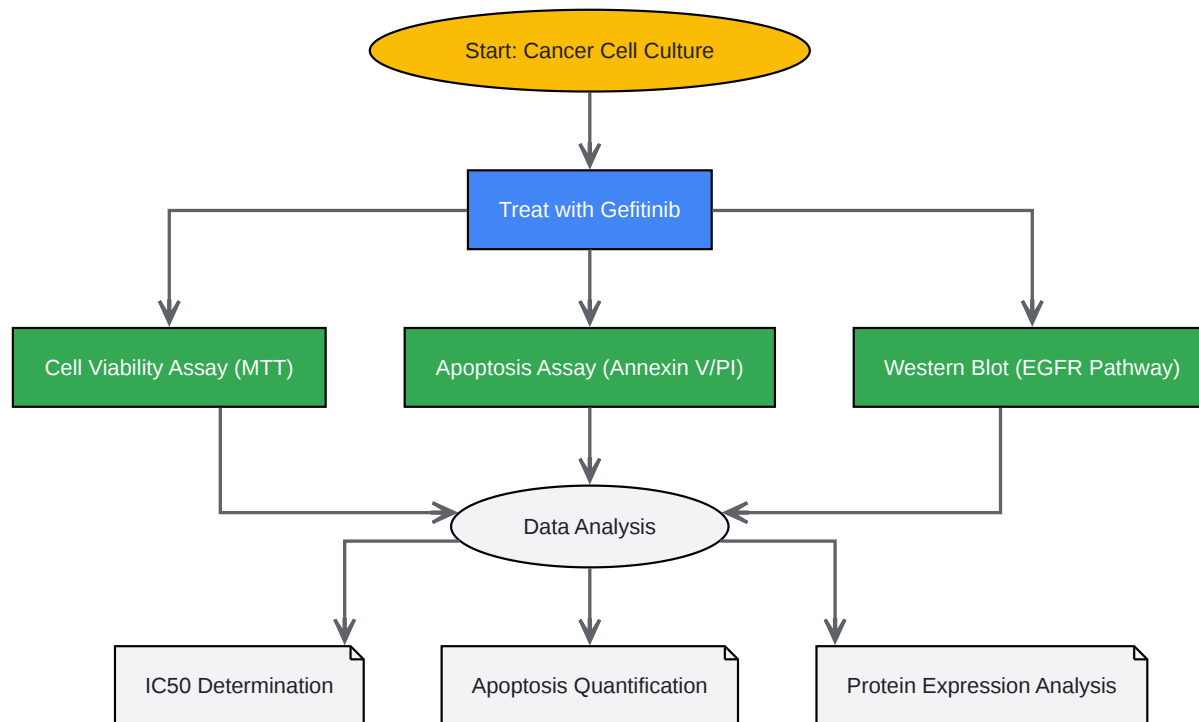 Start: Cancer Cell Culture
Treat with Gefitinib
Cell Viability Assay (MTT)
Apoptosis Assay (Annexin V/PI)
Western Blot (EGFR Pathway)
Data Analysis
IC50 Determination
Apoptosis Quantification
Protein Expression Analysis